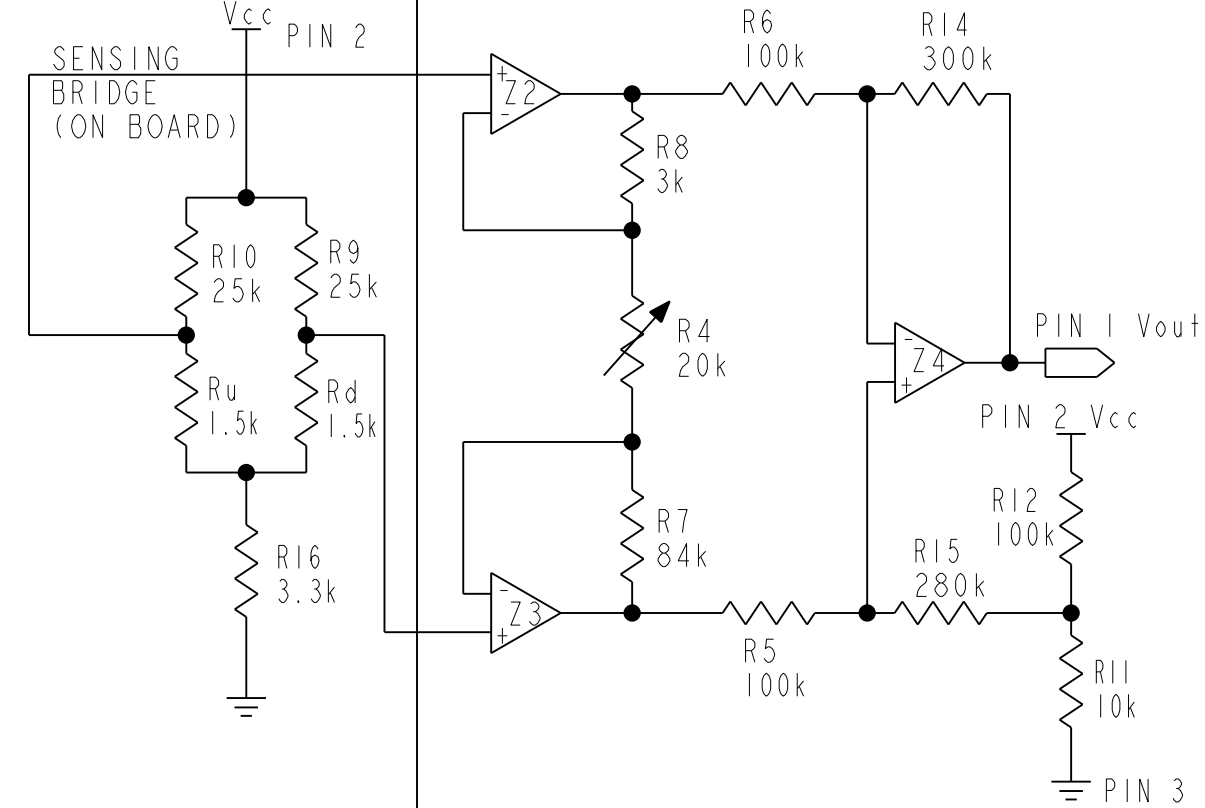 Vcc
PIN 2
SENSING
BRIDGE
(ON BOARD)
R10
25k
R9
25k
Ru
1.5k
Rd
1.5k
R16
3.3k
+
Z2
-
R8
3k
R4
20k
R7
84k
-
Z3
+
R6
100k
R14
300k
-
Z4
+
PIN 1 Vout
PIN 2 Vcc
R12
100k
R15
280k
R5
100k
R11
10k
PIN 3